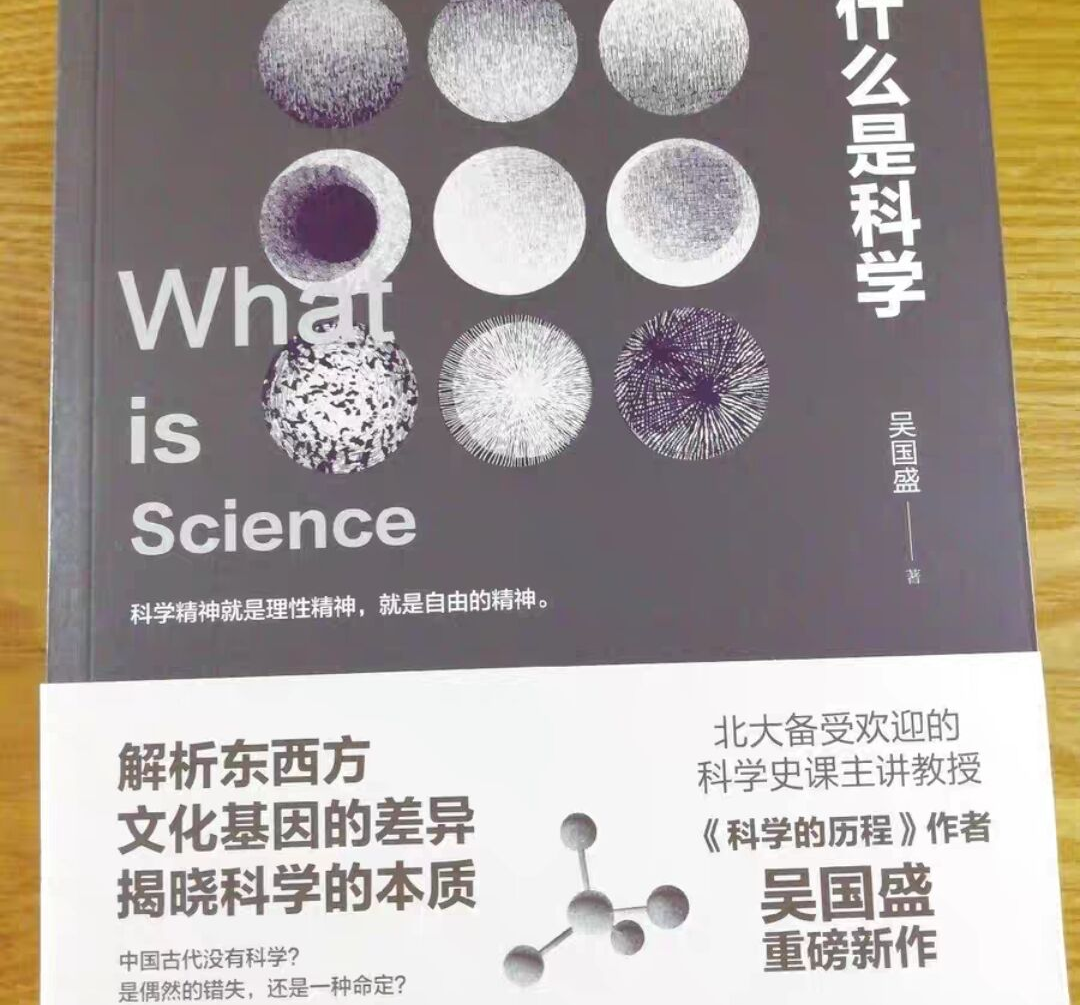 什么是科学
吴国盛
著
What
is
Science
科学精神就是理性精神，就是自由的精神。
解析东西方
文化基因的差异
揭晓科学的本质
中国古代没有科学？
是偶然的错失，还是一种命定？
北大备受欢迎的
科学史课主讲教授
《科学的历程》作者
吴国盛
重磅新作